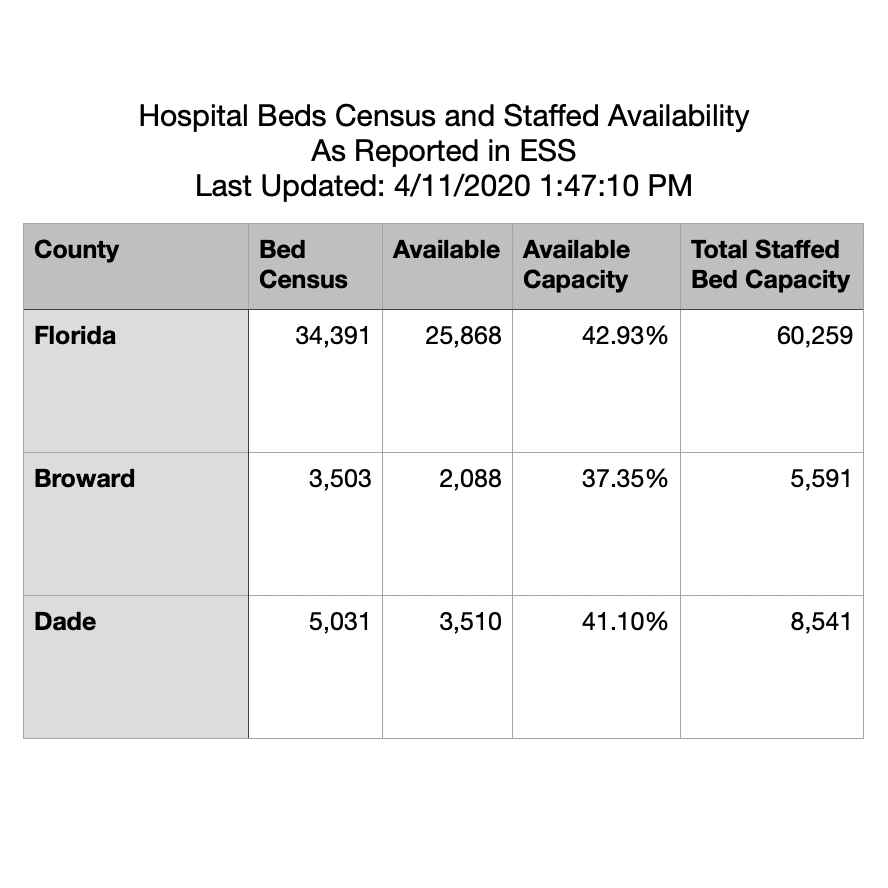 Hospital Beds Census and Staffed Availability
As Reported in ESS
Last Updated: 4/11/2020 1:47:10 PM
County Bed Census Available Available Capacity Total Staffed Bed Capacity
Florida 34,391 25,868 42.93% 60,259
Broward 3,503 2,088 37.35% 5,591
Dade 5,031 3,510 41.10% 8,541